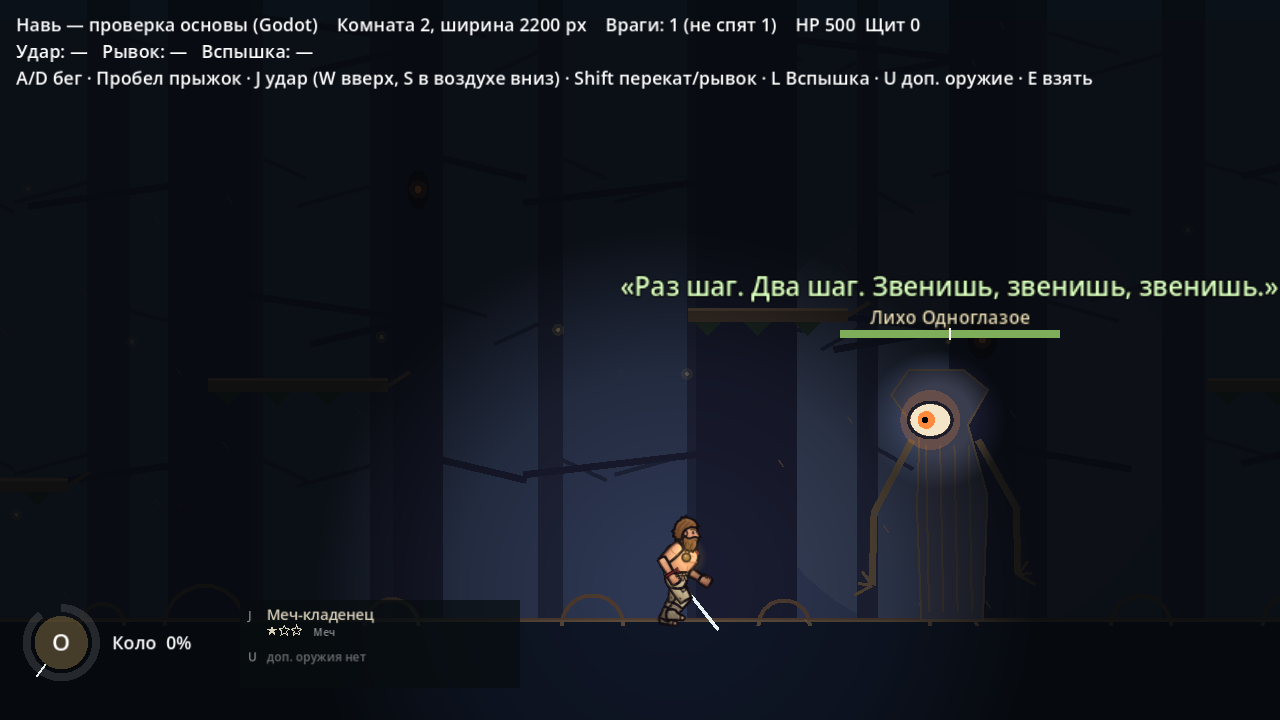 Навь — проверка основы (Godot) Комната 2, ширина 2200 px Враги: 1 (не спят 1) HP 500 Щит 0
Удар: — Рывок: — Вспышка: —
A/D бег · Пробел прыжок · J удар (W вверх, S в воздухе вниз) · Shift перекат/рывок · L Вспышка · U доп. оружие · E взять
«Раз шаг. Два шаг. Звенишь, звенишь, звенишь.»
Лихо Одноглазое
О Коло 0%
J Меч-кладенец
★☆☆ Меч
U доп. оружия нет